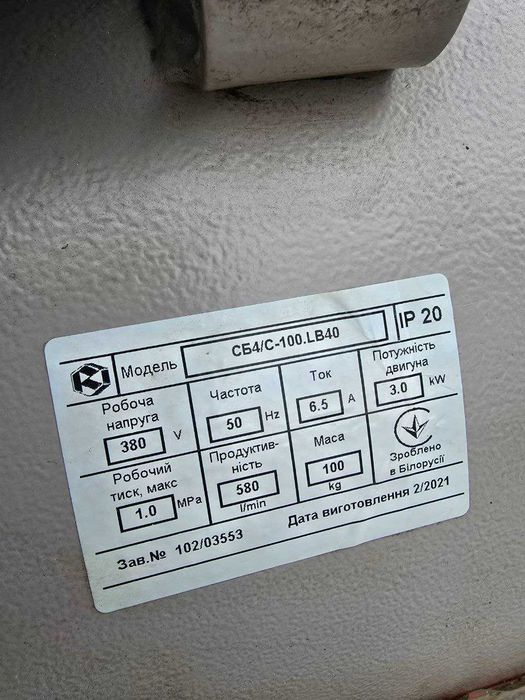 Модель СБ4/С-100.LB40 IP 20
Робоча напруга 380 V
Частота 50 Hz
Ток 6.5 A
Потужність двигуна 3.0 kW
Робочий тиск, макс 1.0 MPa
Продуктив-
ність 580 l/min
Маса 100 kg
Зроблено в Білорусії
Зав.№ 102/03553 Дата виготовлення 2/2021